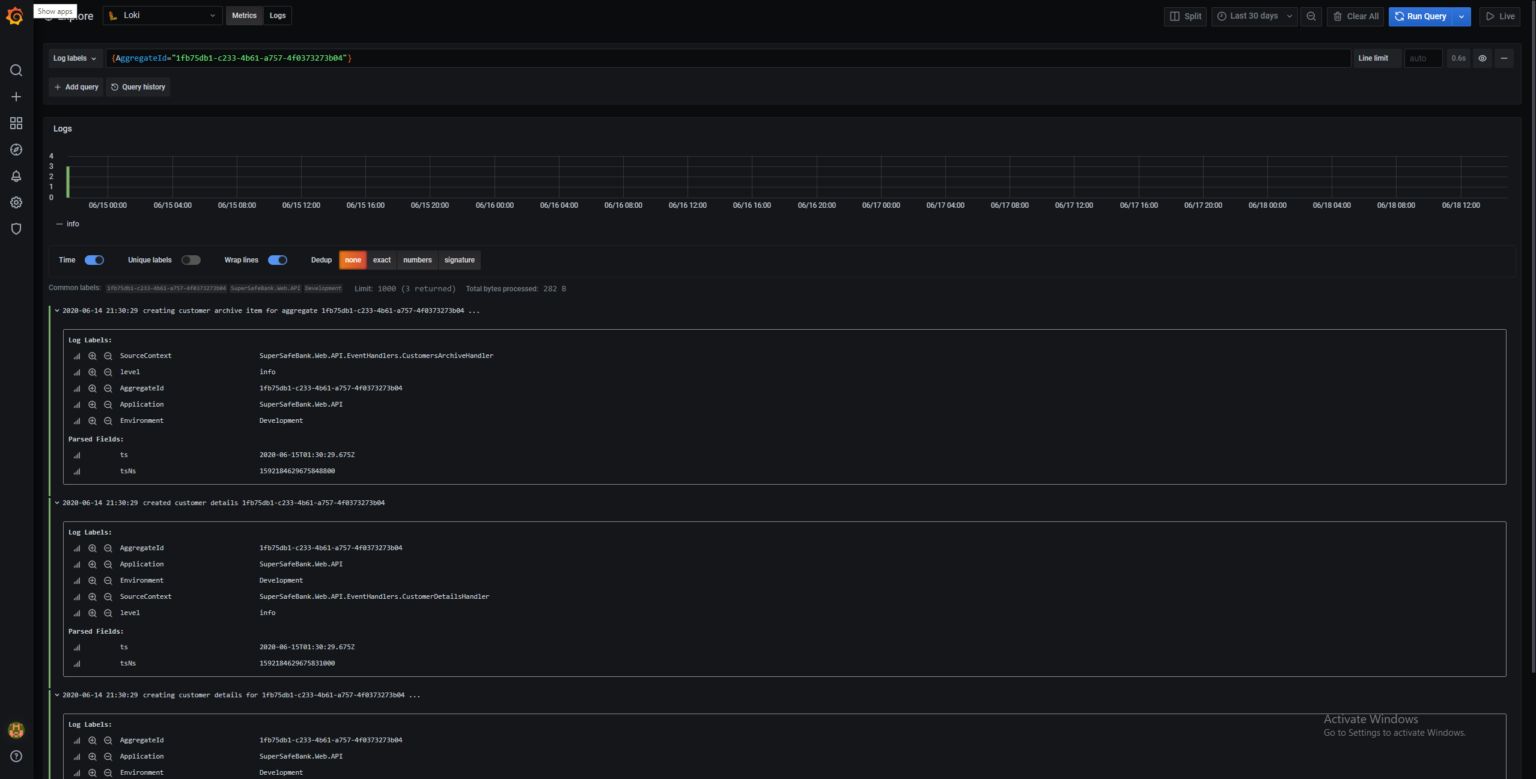 Show apps
Explore
Loki
Metrics Logs
Split Last 30 days Clear All Run Query Live
Log labels {AggregateId="1fb75db1-c233-4b61-a757-4f0373273b04"} Line limit auto 0.6s
Add query Query history
Logs
4
3
2
1
0
06/15 00:00 06/15 04:00 06/15 08:00 06/15 12:00 06/15 16:00 06/15 20:00 06/16 00:00 06/16 04:00 06/16 08:00 06/16 12:00 06/16 16:00 06/16 20:00 06/17 00:00 06/17 04:00 06/17 08:00 06/17 12:00 06/17 16:00 06/17 20:00 06/18 00:00 06/18 04:00 06/18 08:00 06/18 12:00
info
Time Unique labels Wrap lines Dedup none exact numbers signature
Common labels: 1fb75db1-c233-4b61-a757-4f0373273b04 SuperSafeBank.Web.API Development Limit: 1000 (3 returned) Total bytes processed: 282 B
2020-06-14 21:30:29 creating customer archive item for aggregate 1fb75db1-c233-4b61-a757-4f0373273b04 ...
Log Labels:
SourceContext SuperSafeBank.Web.API.EventHandlers.CustomersArchiveHandler
level info
AggregateId 1fb75db1-c233-4b61-a757-4f0373273b04
Application SuperSafeBank.Web.API
Environment Development
Parsed Fields:
ts 2020-06-15T01:30:29.675Z
tsNs 1592184629675848800
2020-06-14 21:30:29 created customer details 1fb75db1-c233-4b61-a757-4f0373273b04
Log Labels:
AggregateId 1fb75db1-c233-4b61-a757-4f0373273b04
Application SuperSafeBank.Web.API
Environment Development
SourceContext SuperSafeBank.Web.API.EventHandlers.CustomerDetailsHandler
level info
Parsed Fields:
ts 2020-06-15T01:30:29.675Z
tsNs 1592184629675831000
2020-06-14 21:30:29 creating customer details for 1fb75db1-c233-4b61-a757-4f0373273b04 ...
Log Labels:
AggregateId 1fb75db1-c233-4b61-a757-4f0373273b04
Application SuperSafeBank.Web.API
Environment Development
Activate Windows
Go to Settings to activate Windows.